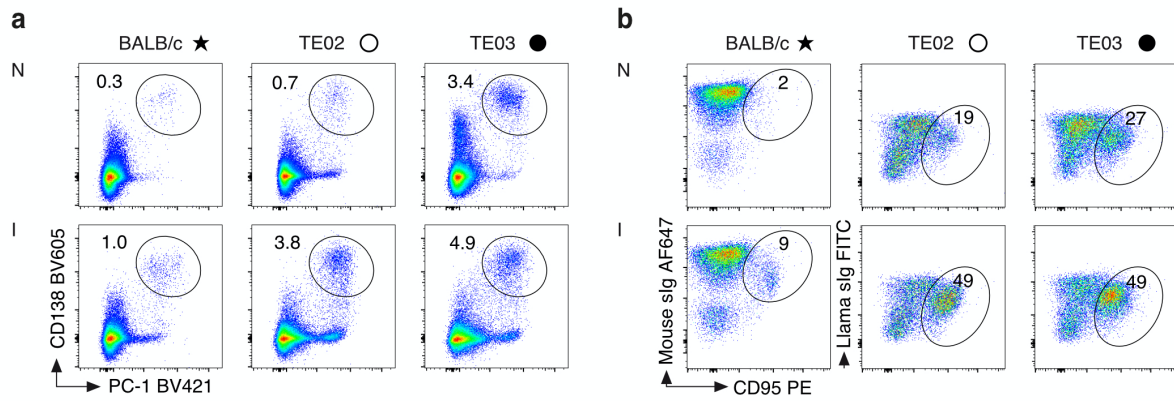 a
BALB/c ★ TE02 ○ TE03 ●
N
0.3 0.7 3.4
I
1.0 3.8 4.9
CD138 BV605
PC-1 BV421
b
BALB/c ★ TE02 ○ TE03 ●
N
2 19 27
I
9 49 49
Mouse sIg AF647
Llama sIg FITC
CD95 PE